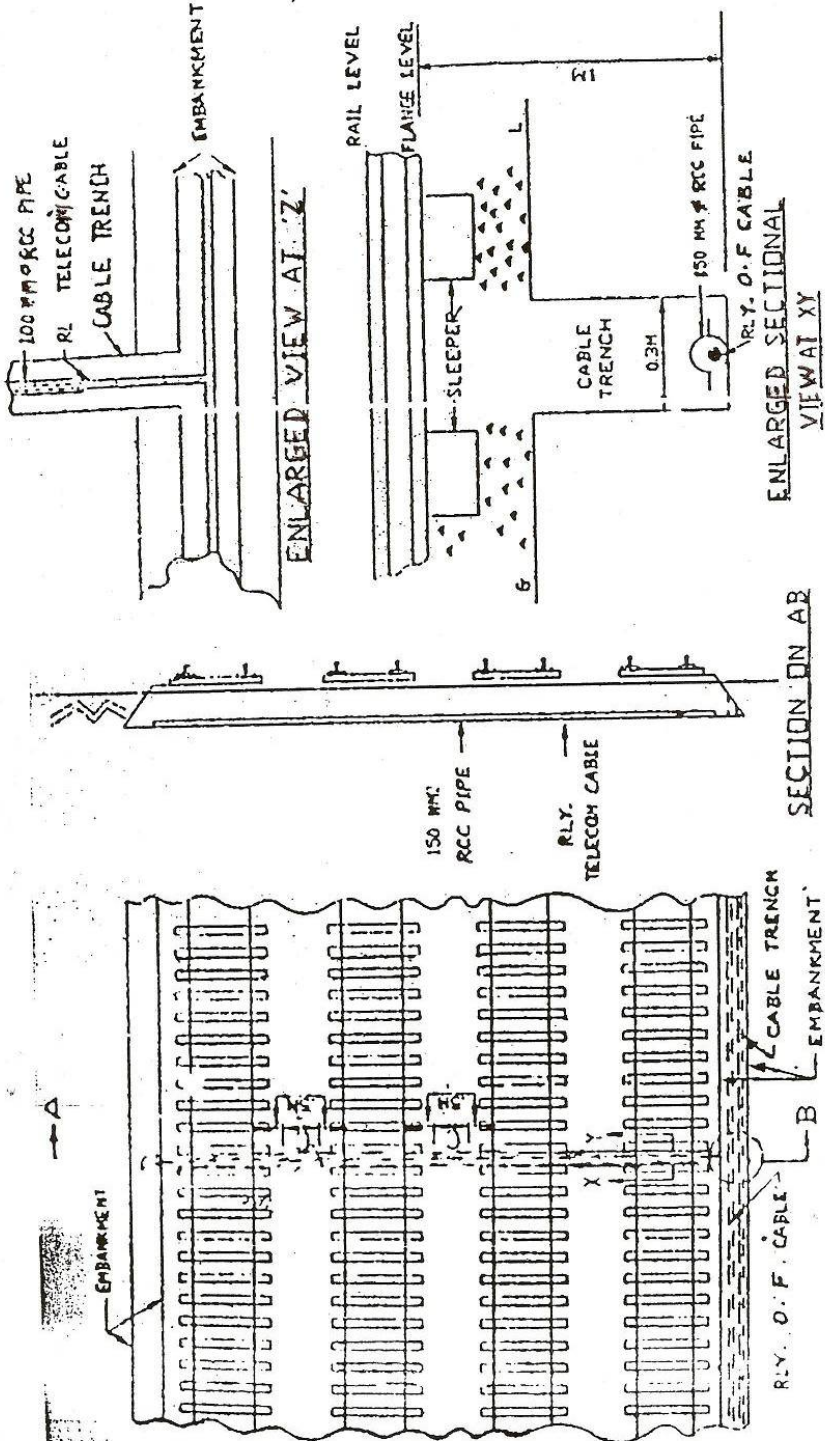 100 MM Φ RCC PIPE
RL TELECOM CABLE
CABLE TRENCH
EMBANKMENT
ENLARGED VIEW AT 'Z'
RAIL LEVEL
FLANGE LEVEL
SLEEPER
1M
G
L
CABLE
TRENCH
0.3M
150 MM Φ RCC PIPE
RLY. O.F CABLE
ENLARGED SECTIONAL
VIEW AT XY
150 MM
RCC PIPE
RLY.
TELECOM CABLE
SECTION ON AB
A
EMBANKMENT
X
Y
CABLE TRENCH
EMBANKMENT
B
RLY. O. F. CABLE